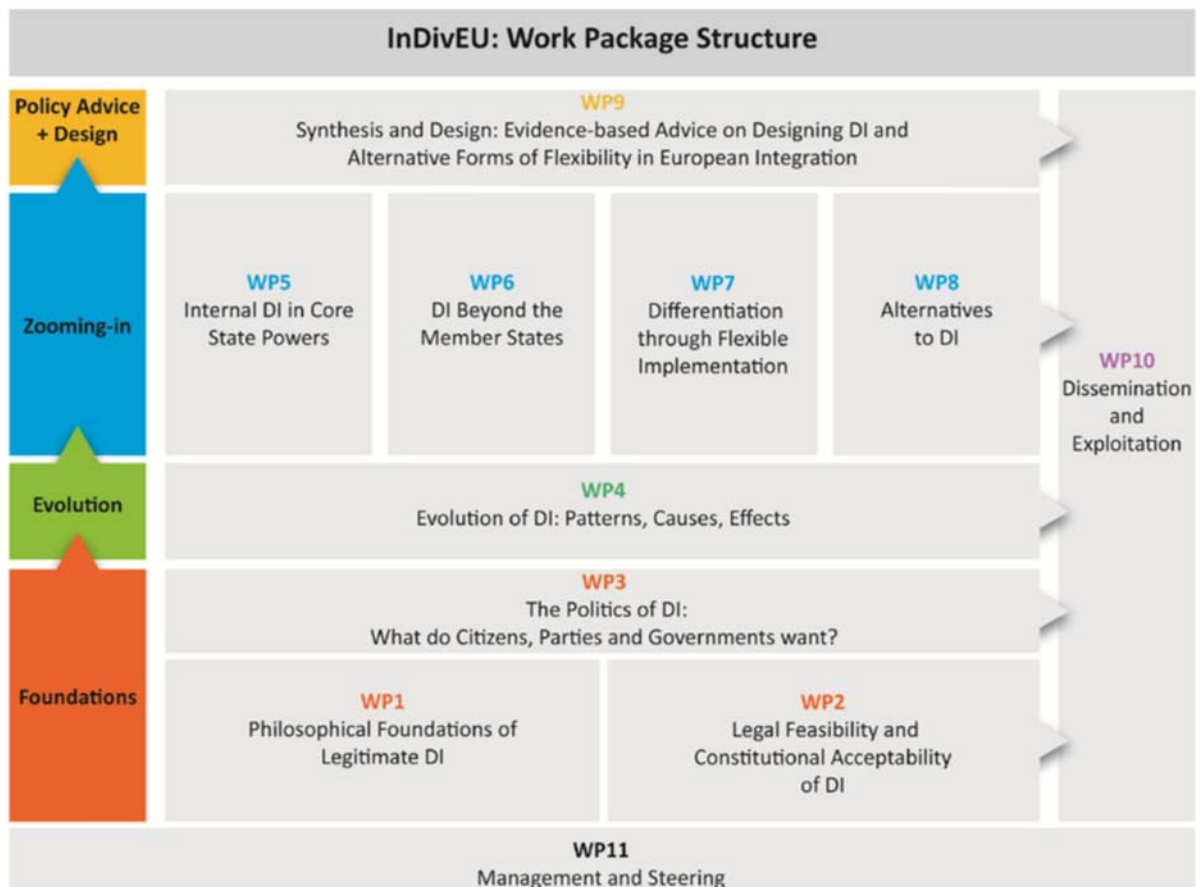 InDivEU: Work Package Structure
Policy Advice
+ Design
WP9
Synthesis and Design: Evidence-based Advice on Designing DI and
Alternative Forms of Flexibility in European Integration
Zooming-in
WP5
Internal DI in Core
State Powers
WP6
DI Beyond the
Member States
WP7
Differentiation
through Flexible
Implementation
WP8
Alternatives
to DI
WP10
Dissemination
and
Exploitation
Evolution
WP4
Evolution of DI: Patterns, Causes, Effects
Foundations
WP3
The Politics of DI:
What do Citizens, Parties and Governments want?
WP1
Philosophical Foundations of
Legitimate DI
WP2
Legal Feasibility and
Constitutional Acceptability
of DI
WP11
Management and Steering